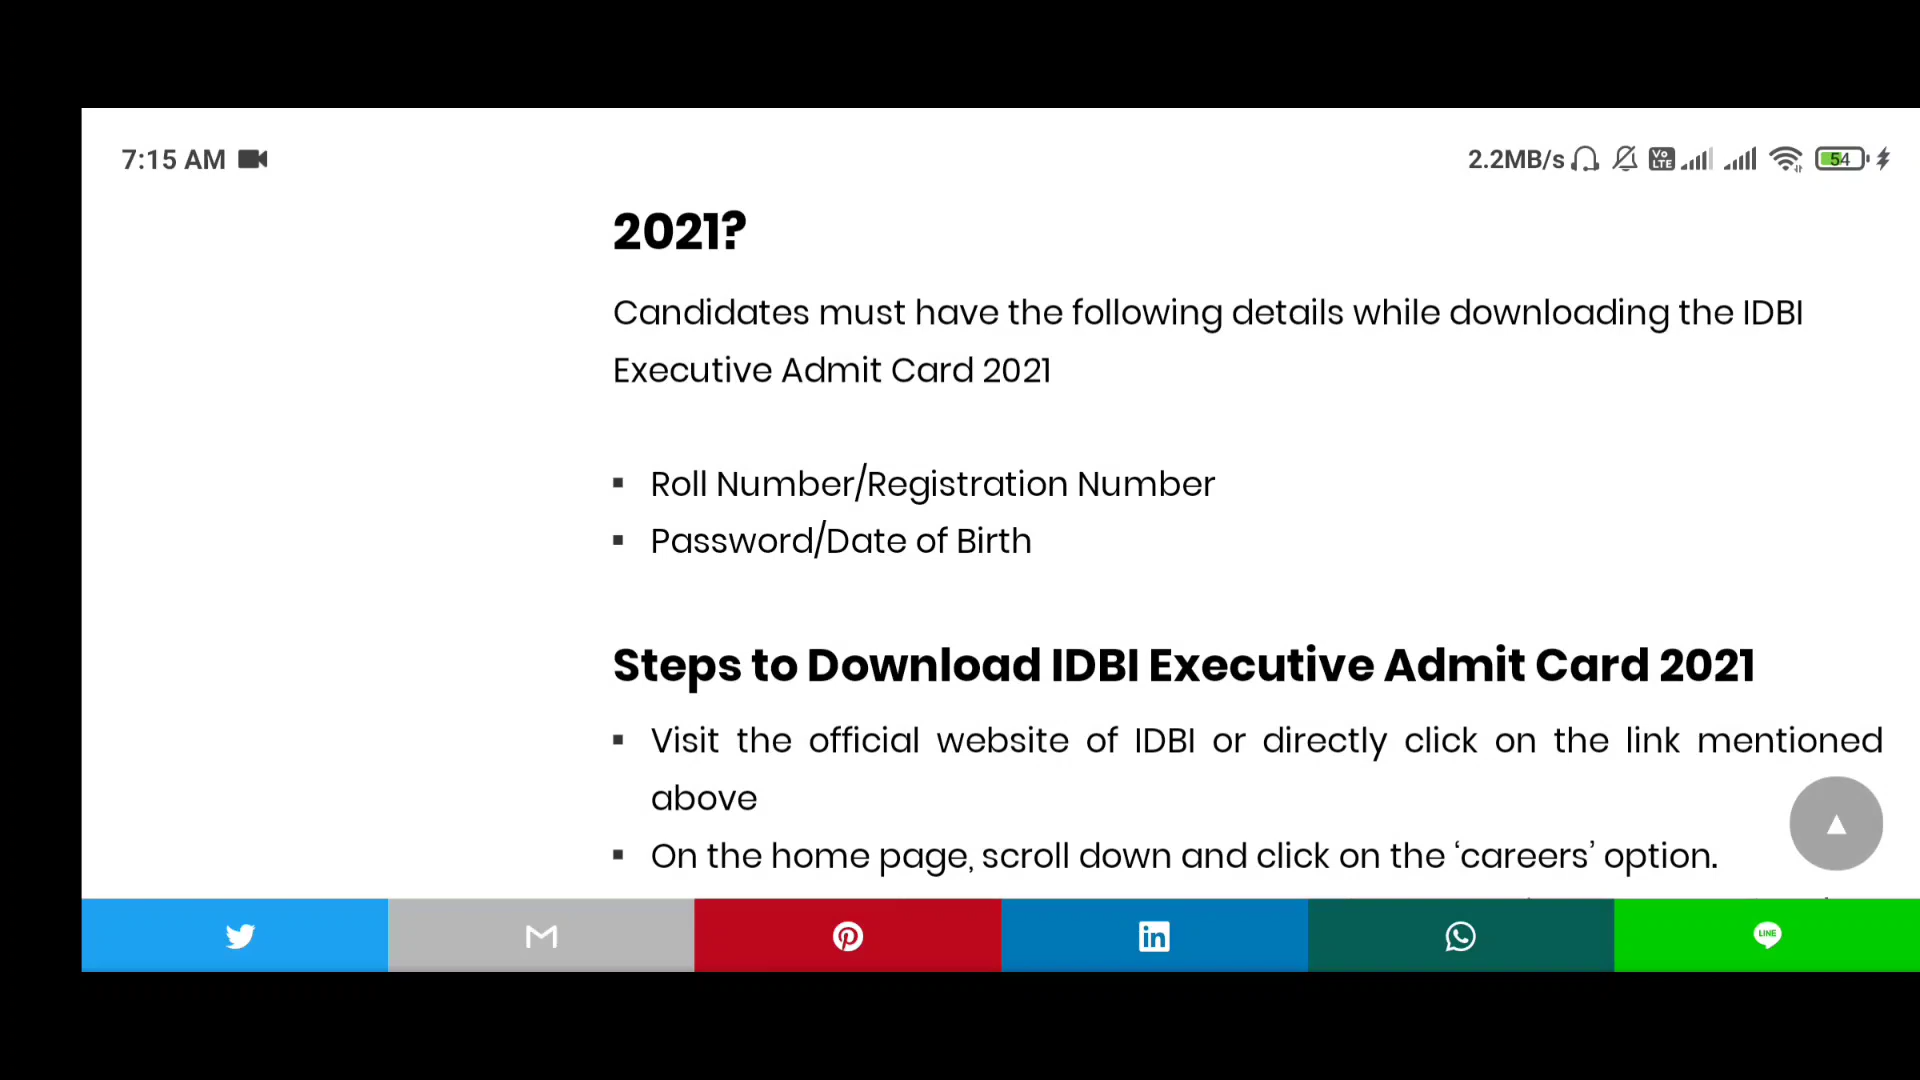 7:15 AM
2.2MB/s
Vo LTE
54
2021?
Candidates must have the following details while downloading the IDBI
Executive Admit Card 2021
▪ Roll Number/Registration Number
▪ Password/Date of Birth
Steps to Download IDBI Executive Admit Card 2021
▪ Visit the official website of IDBI or directly click on the link mentioned
above
▪ On the home page, scroll down and click on the ‘careers’ option.
LINE